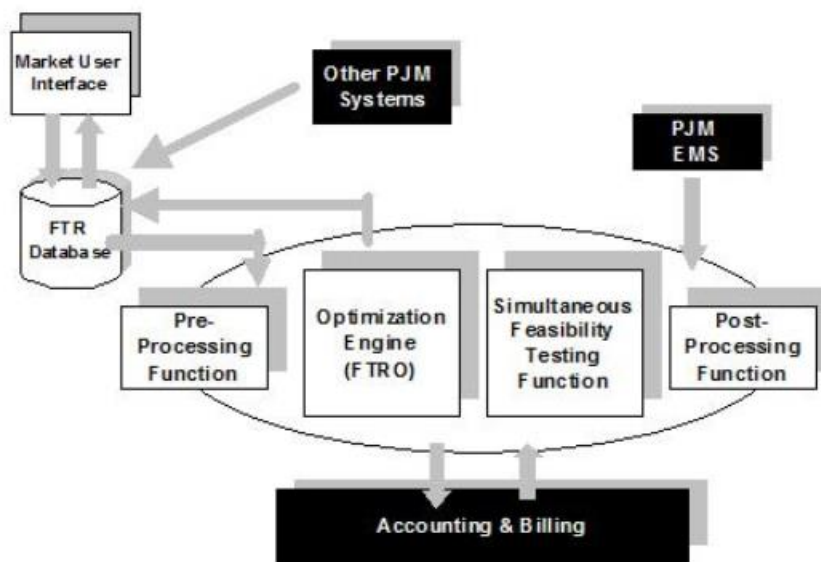 Market User
Interface
Other PJM
Systems
PJM
EMS
FTR
Database
Pre-
Processing
Function
Optimization
Engine
(FTRO)
Simultaneous
Feasibility
Testing
Function
Post-
Processing
Function
Accounting & Billing